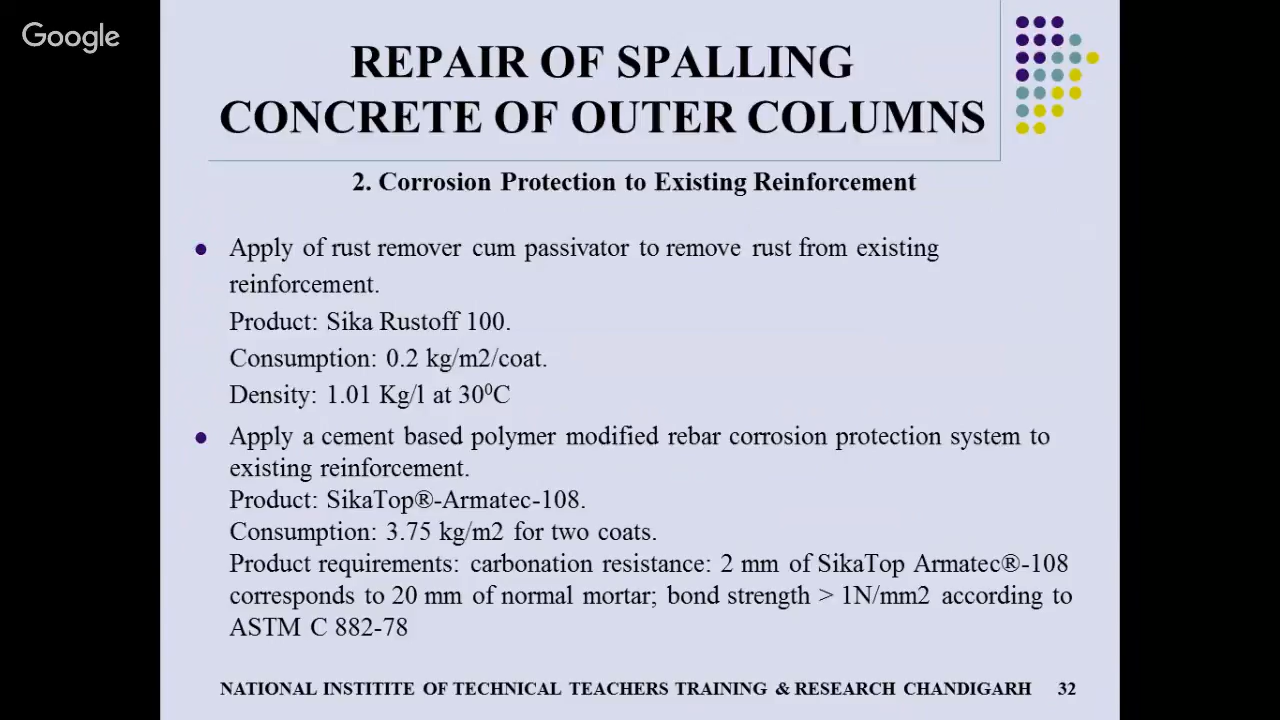 Google
REPAIR OF SPALLING
CONCRETE OF OUTER COLUMNS
2. Corrosion Protection to Existing Reinforcement
● Apply of rust remover cum passivator to remove rust from existing
reinforcement.
Product: Sika Rustoff 100.
Consumption: 0.2 kg/m2/coat.
Density: 1.01 Kg/l at 30⁰C
● Apply a cement based polymer modified rebar corrosion protection system to
existing reinforcement.
Product: SikaTop®-Armatec-108.
Consumption: 3.75 kg/m2 for two coats.
Product requirements: carbonation resistance: 2 mm of SikaTop Armatec®-108
corresponds to 20 mm of normal mortar; bond strength > 1N/mm2 according to
ASTM C 882-78
NATIONAL INSTITITE OF TECHNICAL TEACHERS TRAINING & RESEARCH CHANDIGARH 32